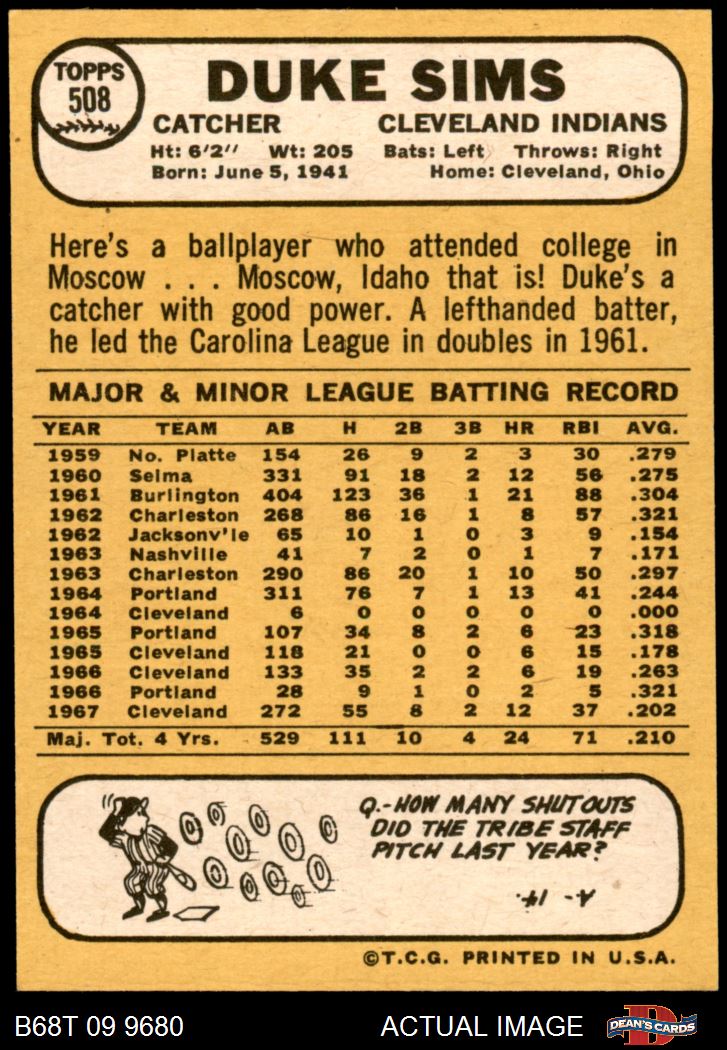 TOPPS
508
DUKE SIMS
CATCHER CLEVELAND INDIANS
Ht: 6'2" Wt: 205 Bats: Left Throws: Right
Born: June 5, 1941 Home: Cleveland, Ohio
Here's a ballplayer who attended college in
Moscow . . . Moscow, Idaho that is! Duke's a
catcher with good power. A lefthanded batter,
he led the Carolina League in doubles in 1961.
MAJOR & MINOR LEAGUE BATTING RECORD
YEAR TEAM AB H 2B 3B HR RBI AVG.
1959 No. Platte 154 26 9 2 3 30 .279
1960 Selma 331 91 18 2 12 56 .275
1961 Burlington 404 123 36 1 21 88 .304
1962 Charleston 268 86 16 1 8 57 .321
1962 Jacksonv'le 65 10 1 0 3 9 .154
1963 Nashville 41 7 2 0 1 7 .171
1963 Charleston 290 86 20 1 10 50 .297
1964 Portland 311 76 7 1 13 41 .244
1964 Cleveland 6 0 0 0 0 0 .000
1965 Portland 107 34 8 2 6 23 .318
1965 Cleveland 118 21 0 0 6 15 .178
1966 Cleveland 133 35 2 2 6 19 .263
1966 Portland 28 9 1 0 2 5 .321
1967 Cleveland 272 55 8 2 12 37 .202
Maj. Tot. 4 Yrs. 529 111 10 4 24 71 .210
Q.-HOW MANY SHUTOUTS
DID THE TRIBE STAFF
PITCH LAST YEAR?
A-14.
©T.C.G. PRINTED IN U.S.A.
B68T 09 9680 ACTUAL IMAGE DEAN'S CARDS